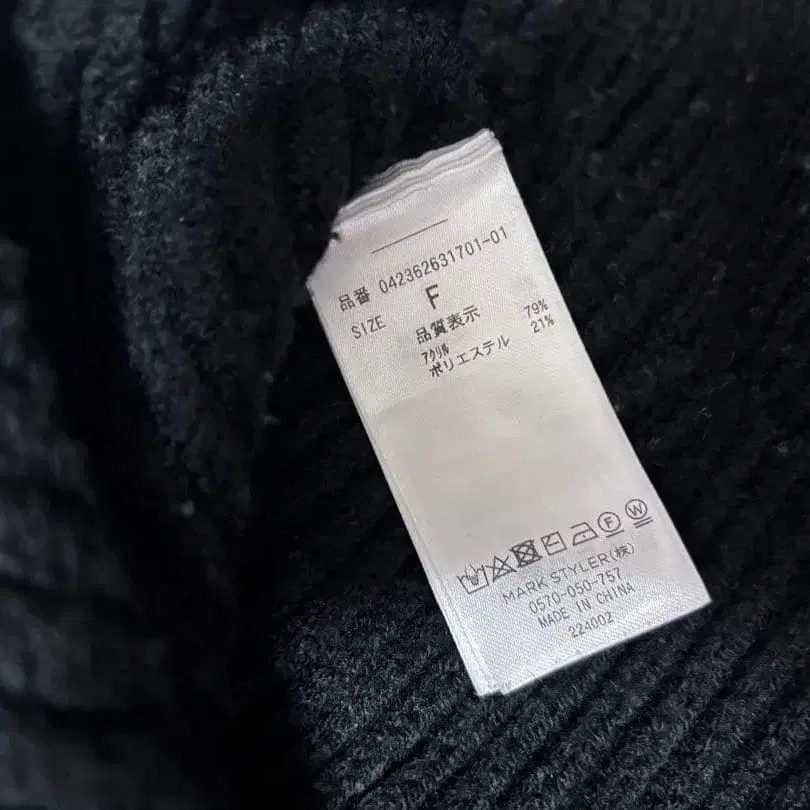 品番 042362631701-01
SIZE F
品質表示
アクリル 79%
ポリエステル 21%
F W
MARK STYLER(株)
0570-050-757
MADE IN CHINA
224002